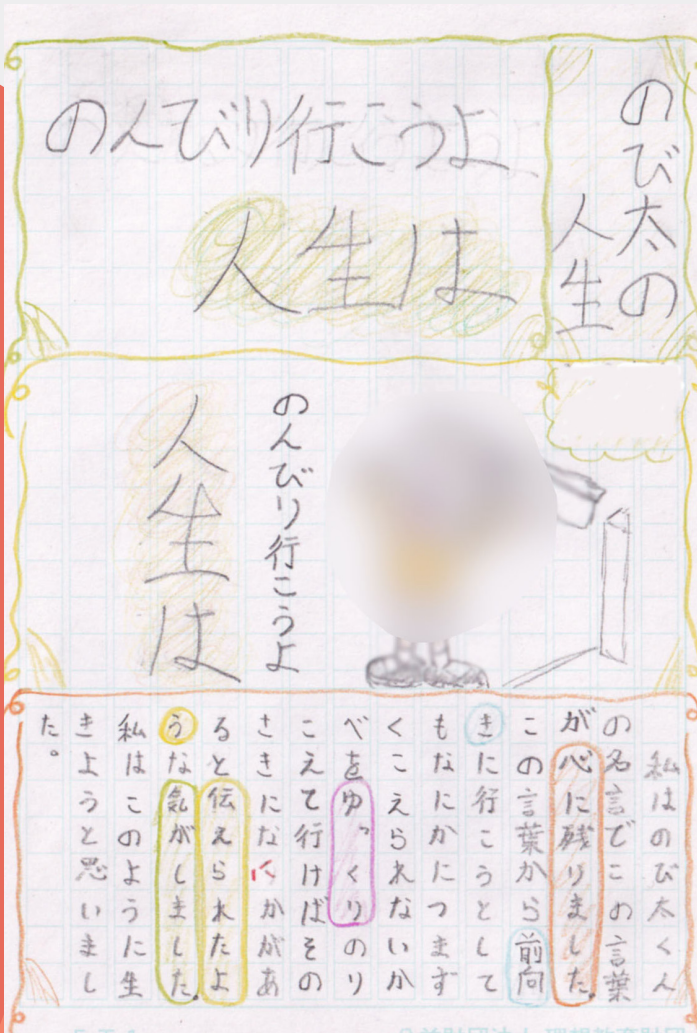 のび太の
人生
のんびり行こうよ
人生は
のんびり行こうよ
人生は
私はのび太くん
の名言でこの言葉
が心に残りました。
この言葉から前向
きに行こうとして
もなにかにつまず
くこえられないか
べをゆっくりのり
こえて行けばその
さきになにかがあ
ると伝えられたよ
うな気がしました。
私はこのように生
きようと思いまし
た。